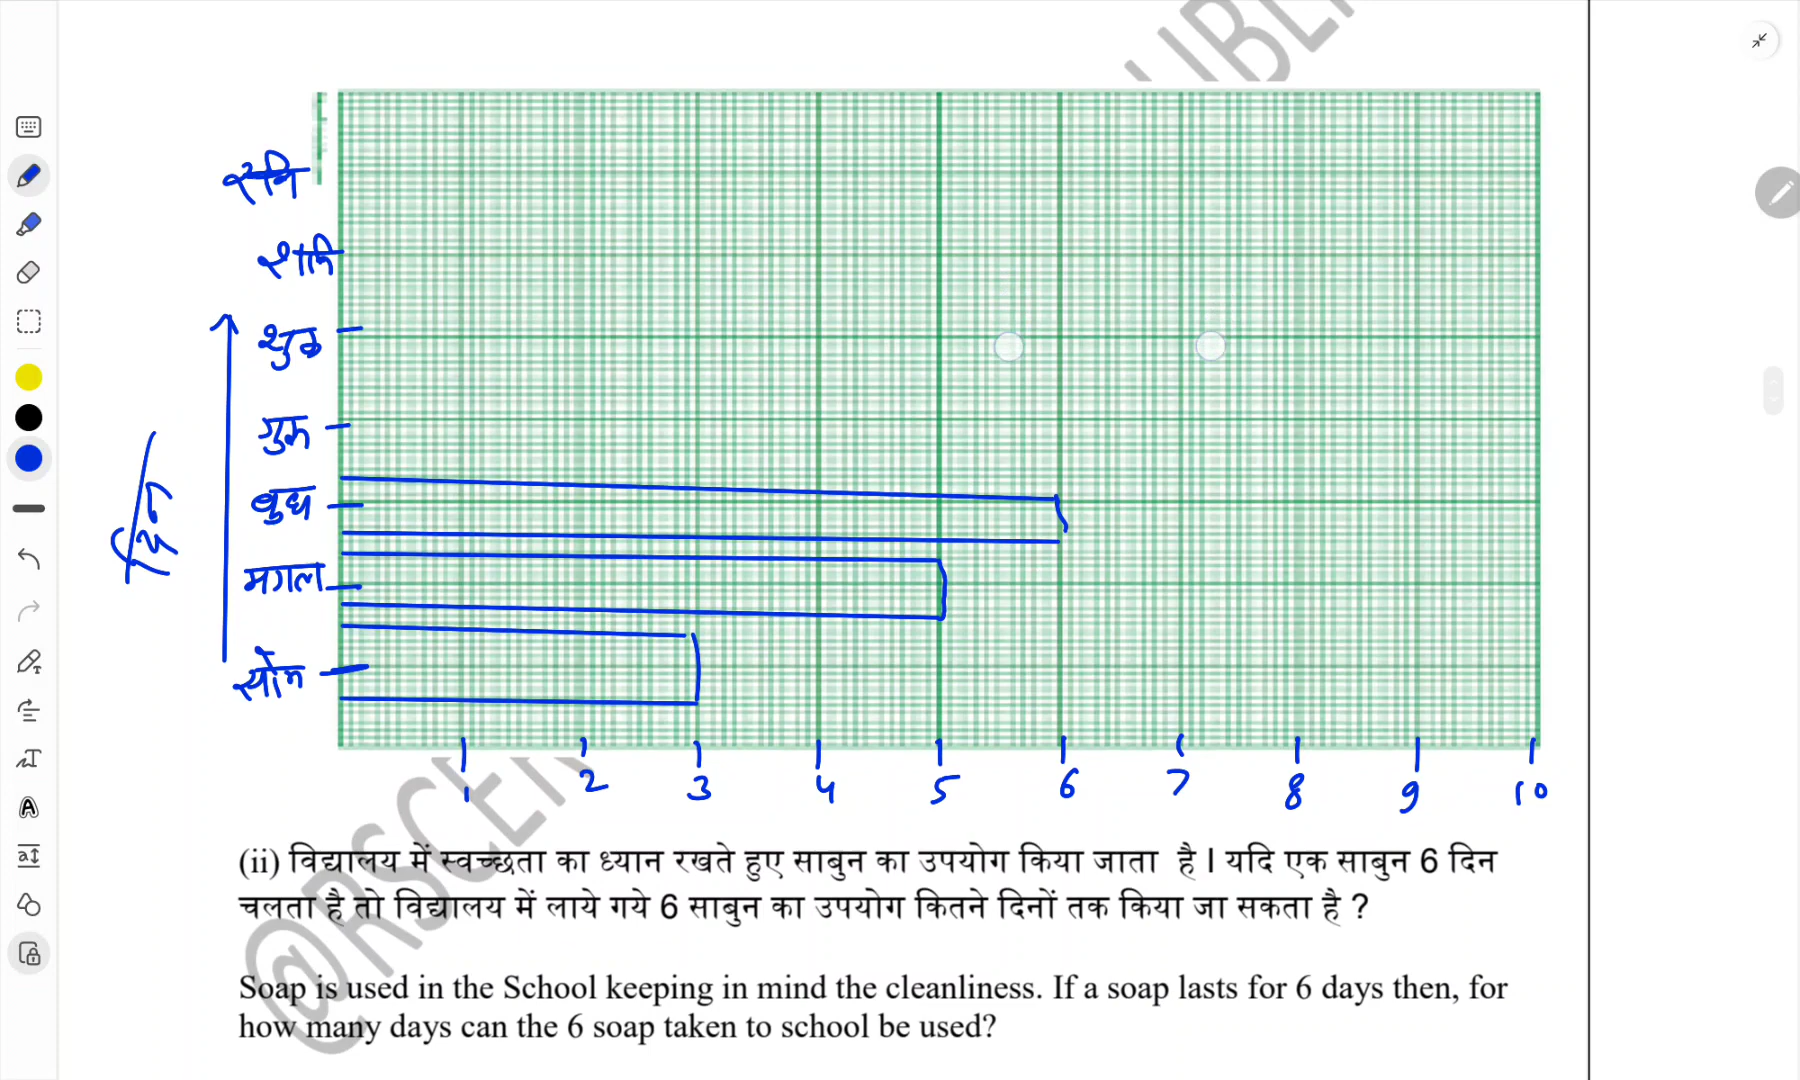 रवि
शनि
शुक्र
गुरु
बुध
मगल
सोम
दिन
1 2 3 4 5 6 7 8 9 10
(ii) विद्यालय में स्वच्छता का ध्यान रखते हुए साबुन का उपयोग किया जाता है । यदि एक साबुन 6 दिन
चलता है तो विद्यालय में लाये गये 6 साबुन का उपयोग कितने दिनों तक किया जा सकता है ?
Soap is used in the School keeping in mind the cleanliness. If a soap lasts for 6 days then, for
how many days can the 6 soap taken to school be used?